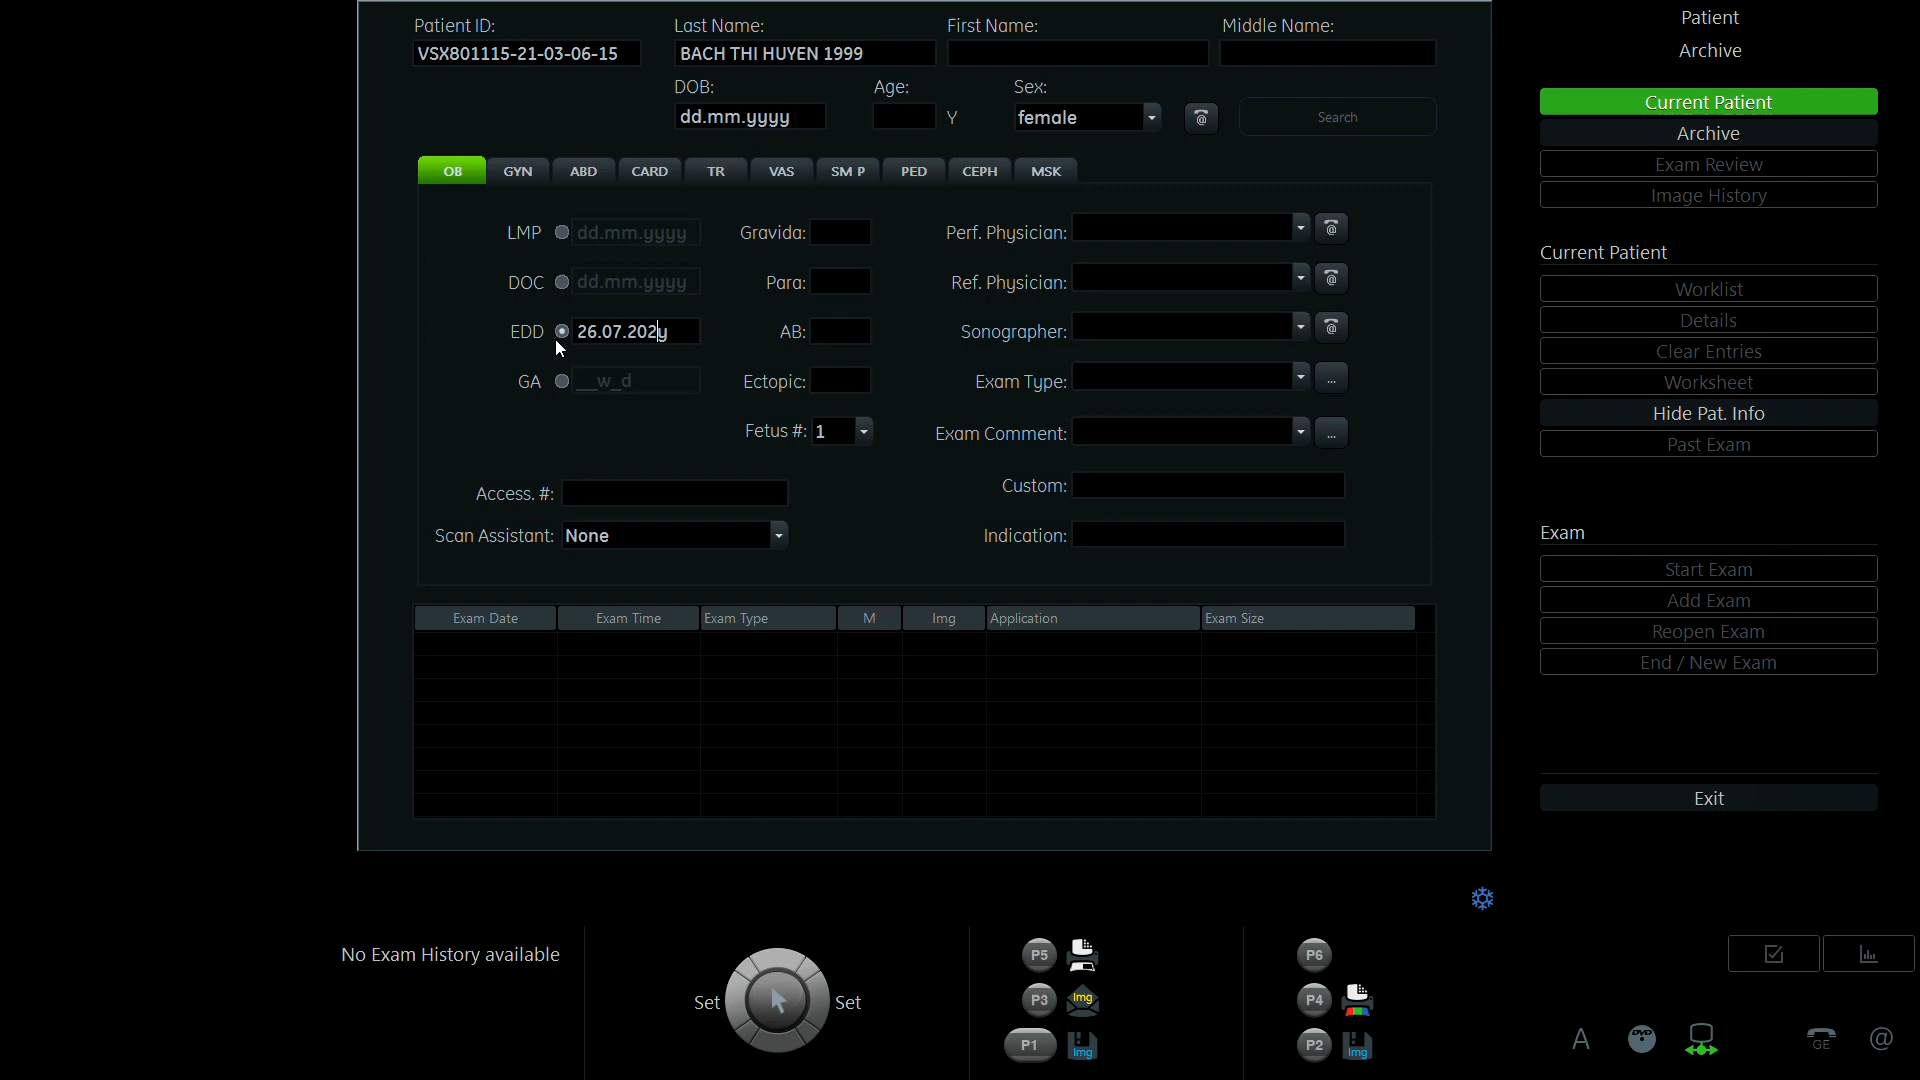 Patient ID: Last Name: First Name: Middle Name:
VSX801115-21-03-06-15 BACH THI HUYEN 1999
DOB: Age: Sex:
dd.mm.yyyy Y female @ Search
OB GYN ABD CARD TR VAS SM P PED CEPH MSK
LMP dd.mm.yyyy Gravida: Perf. Physician: @
DOC dd.mm.yyyy Para: Ref. Physician: @
EDD 26.07.202y AB: Sonographer: @
GA __w_d Ectopic: Exam Type: ...
Fetus #: 1 Exam Comment: ...
Access. #: Custom:
Scan Assistant: None Indication:
Exam Date Exam Time Exam Type M Img Application Exam Size
Patient
Archive
Current Patient
Archive
Exam Review
Image History
Current Patient
Worklist
Details
Clear Entries
Worksheet
Hide Pat. Info
Past Exam
Exam
Start Exam
Add Exam
Reopen Exam
End / New Exam
Exit
No Exam History available
Set Set
P5 P6
P3 Img P4
P1 Img P2 Img
A DVD GE @